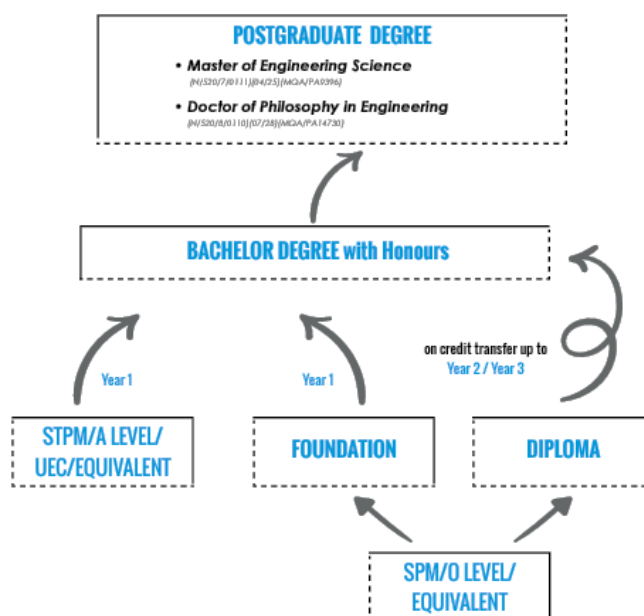 POSTGRADUATE DEGREE
• Master of Engineering Science
(N/520/7/0111)(04/25)(MQA/PA9396)
• Doctor of Philosophy in Engineering
(N/520/8/0110)(07/28)(MQA/PA14730)
BACHELOR DEGREE with Honours
on credit transfer up to
Year 2 / Year 3
Year 1
Year 1
STPM/A LEVEL/
UEC/EQUIVALENT
FOUNDATION
DIPLOMA
SPM/O LEVEL/
EQUIVALENT